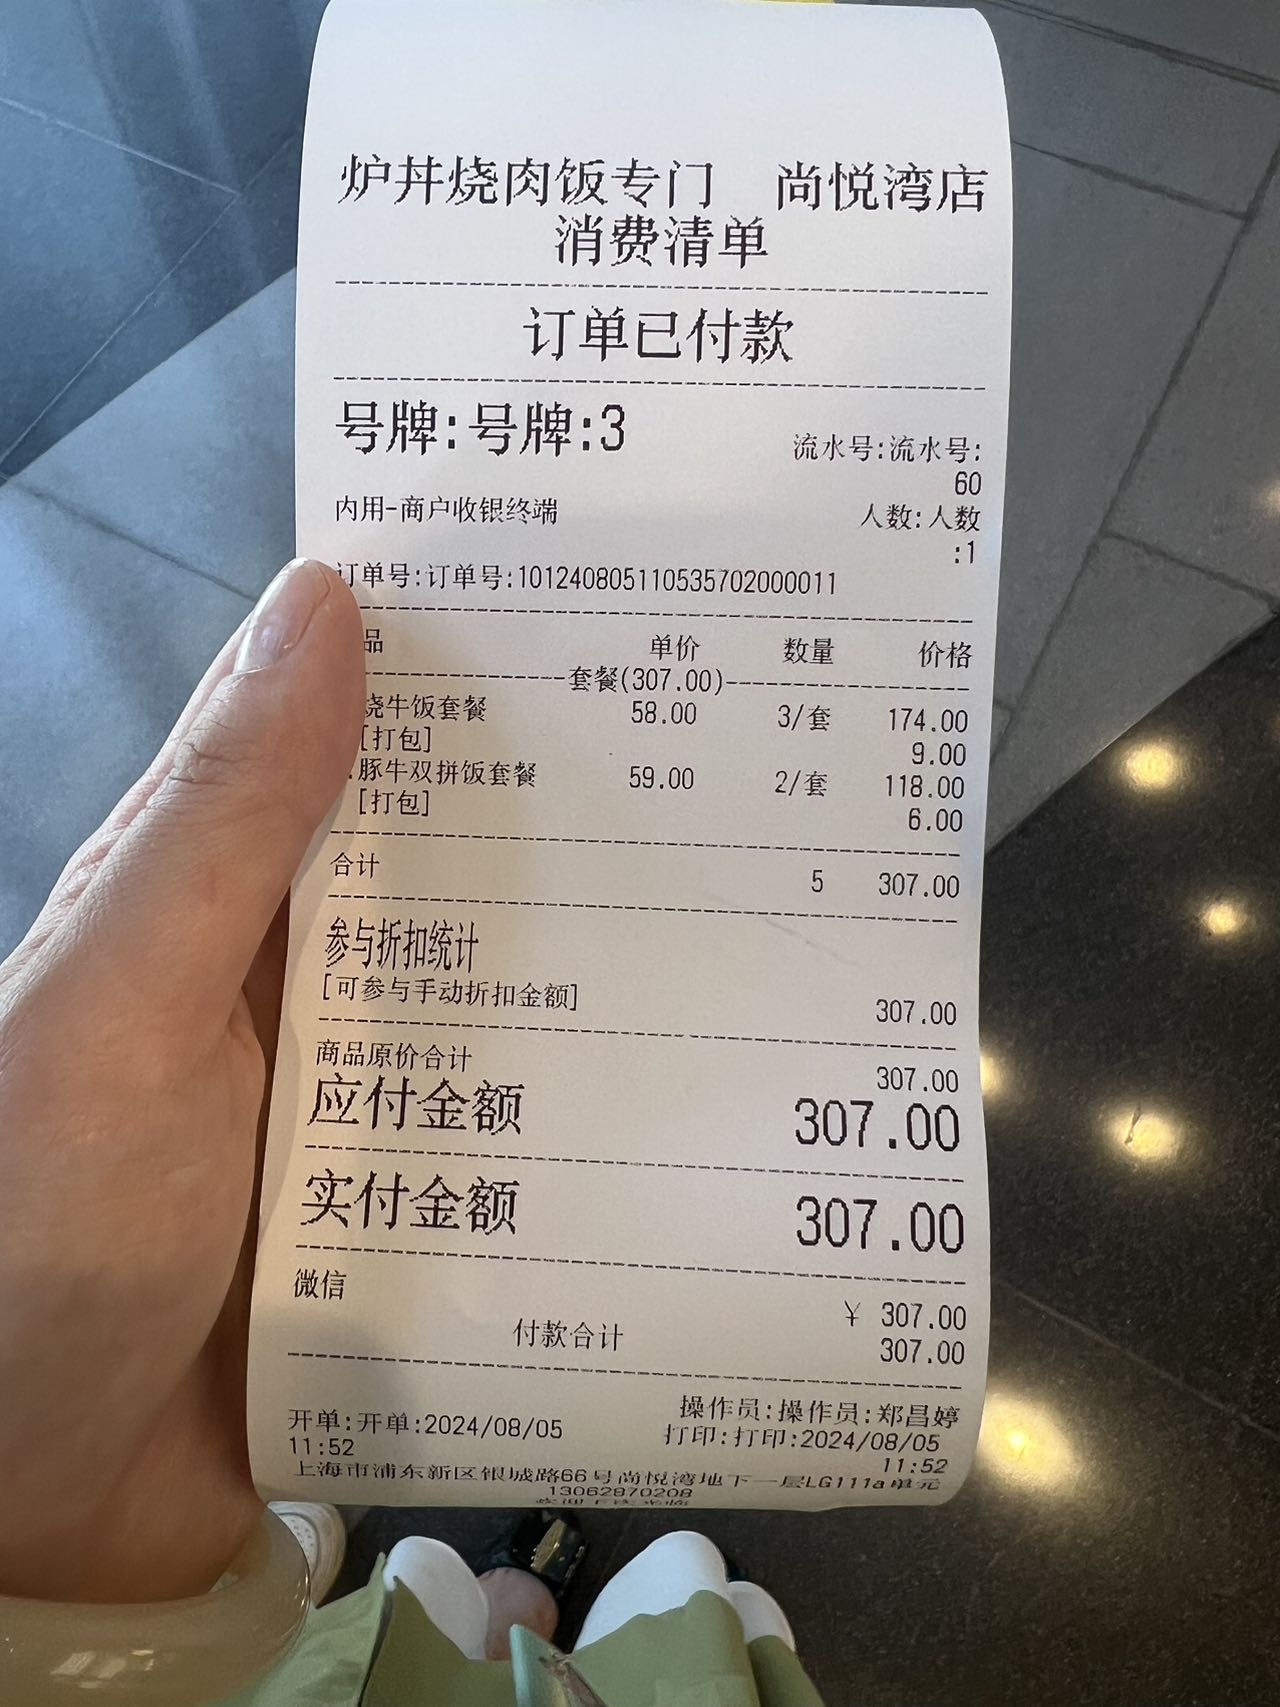 炉丼烧肉饭专门 尚悦湾店
消费清单
订单已付款
号牌:号牌:3
流水号:流水号:
60
内用-商户收银终端
人数:人数
:1
订单号:订单号:101240805110535702000011
品 单价 数量 价格
套餐(307.00)
烧牛饭套餐 58.00 3/套 174.00
[打包] 9.00
.豚牛双拼饭套餐 59.00 2/套 118.00
[打包] 6.00
合计 5 307.00
参与折扣统计
[可参与手动折扣金额] 307.00
商品原价合计 307.00
应付金额 307.00
实付金额 307.00
微信 ¥ 307.00
付款合计 307.00
操作员:操作员:郑昌婷
开单:开单:2024/08/05
11:52
打印:打印:2024/08/05
11:52
上海市浦东新区银城路66号尚悦湾地下一层LG111a单元
13062870208
欢迎下次光临